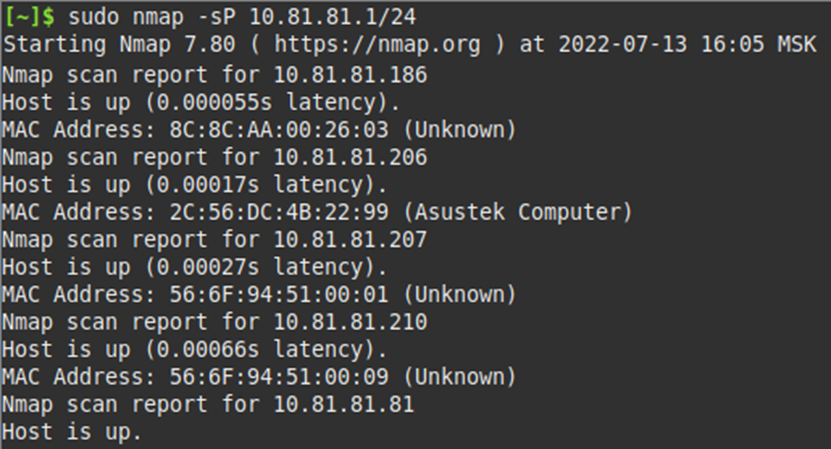 [~]$ sudo nmap -sP 10.81.81.1/24
Starting Nmap 7.80 ( https://nmap.org ) at 2022-07-13 16:05 MSK
Nmap scan report for 10.81.81.186
Host is up (0.000055s latency).
MAC Address: 8C:8C:AA:00:26:03 (Unknown)
Nmap scan report for 10.81.81.206
Host is up (0.00017s latency).
MAC Address: 2C:56:DC:4B:22:99 (Asustek Computer)
Nmap scan report for 10.81.81.207
Host is up (0.00027s latency).
MAC Address: 56:6F:94:51:00:01 (Unknown)
Nmap scan report for 10.81.81.210
Host is up (0.00066s latency).
MAC Address: 56:6F:94:51:00:09 (Unknown)
Nmap scan report for 10.81.81.81
Host is up.